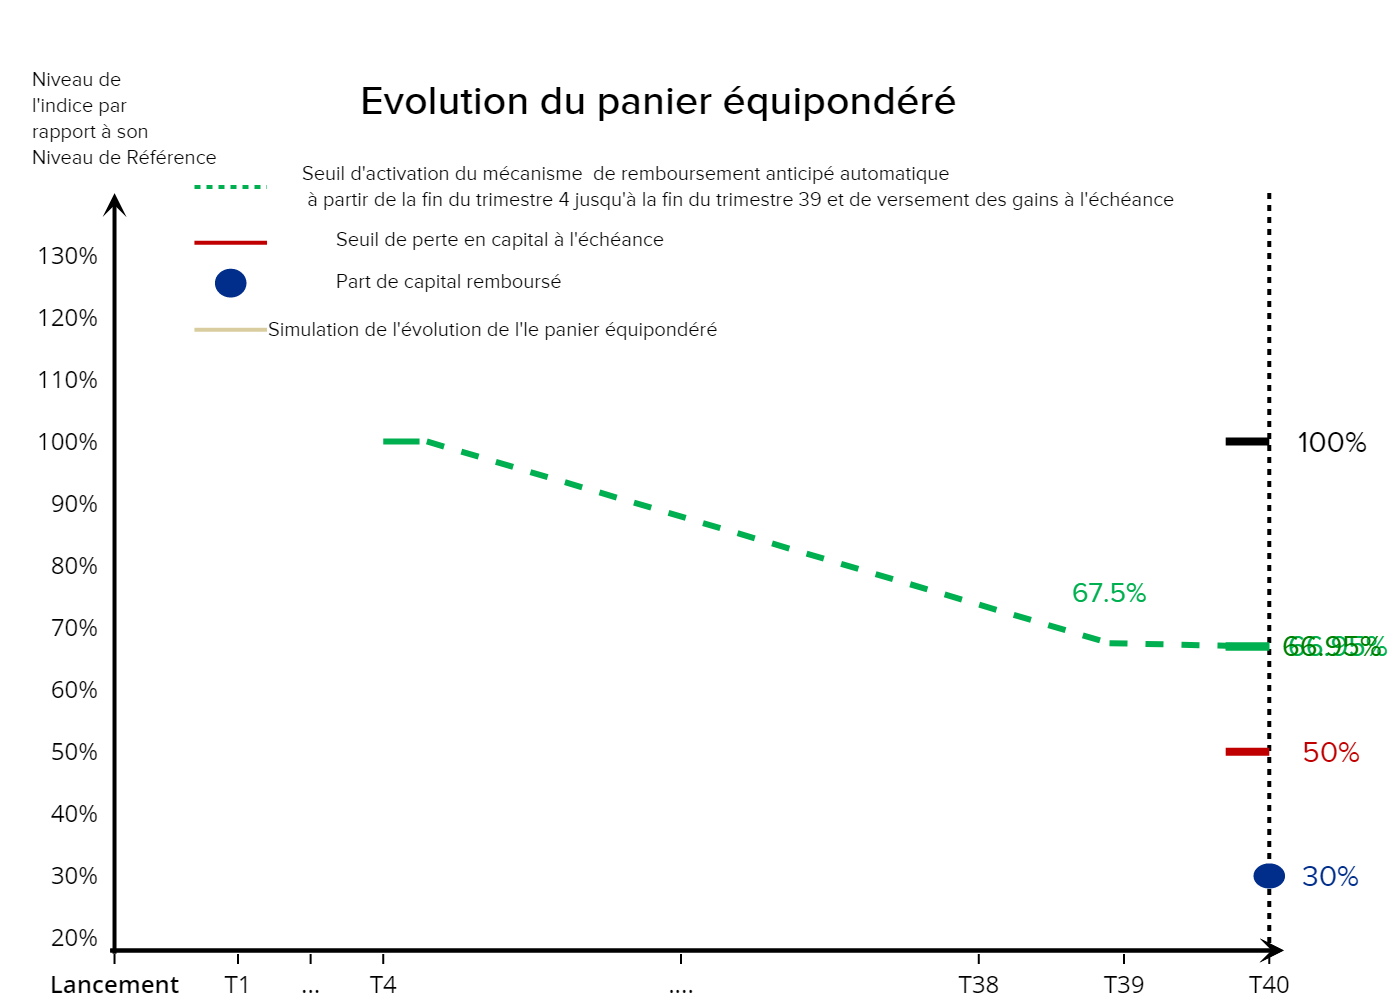 Niveau de
l'indice par
rapport à son
Niveau de Référence
Evolution du panier équipondéré
Seuil d'activation du mécanisme  de remboursement anticipé automatique
à partir de la fin du trimestre 4 jusqu'à la fin du trimestre 39 et de versement des gains à l'échéance
Seuil de perte en capital à l'échéance
Part de capital remboursé
Simulation de l'évolution de l'le panier équipondéré
130%
120%
110%
100%
90%
80%
70%
60%
50%
40%
30%
20%
100%
67.5%
66.95%
66.95%
50%
30%
Lancement
T1
...
T4
....
T38
T39
T40